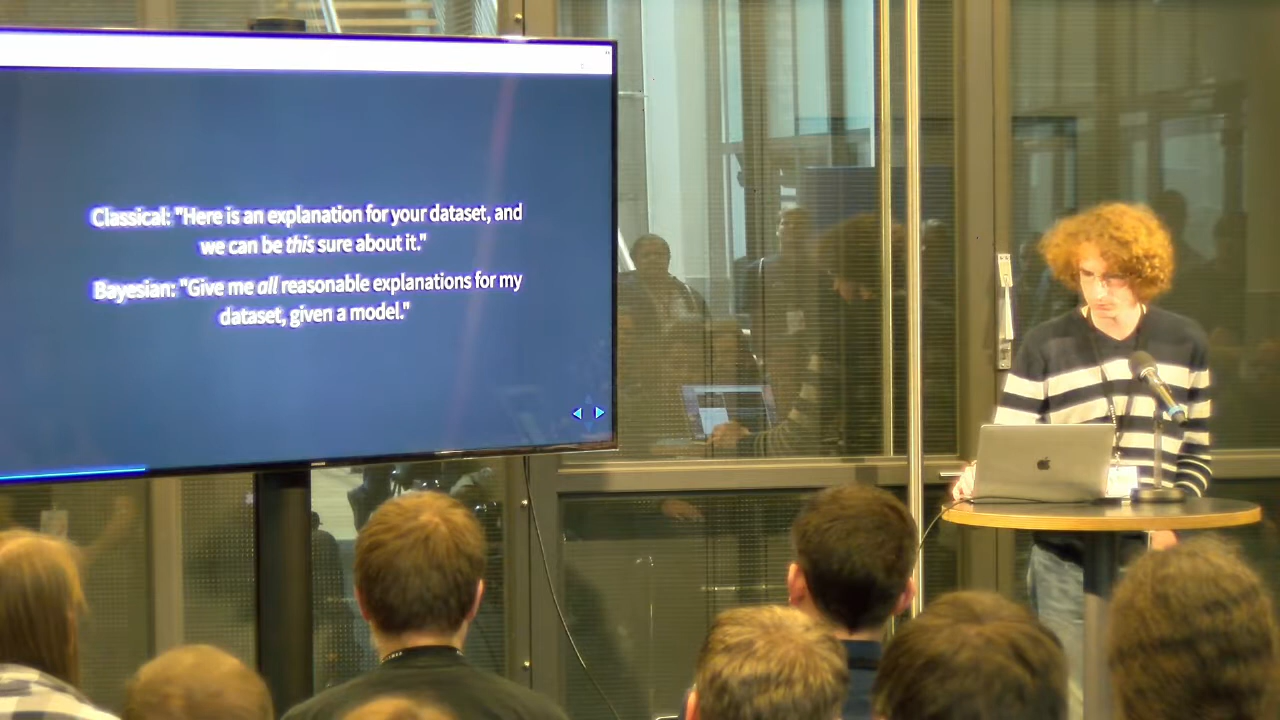 Classical: "Here is an explanation for your dataset, and
we can be this sure about it."
Bayesian: "Give me all reasonable explanations for my
dataset, given a model."